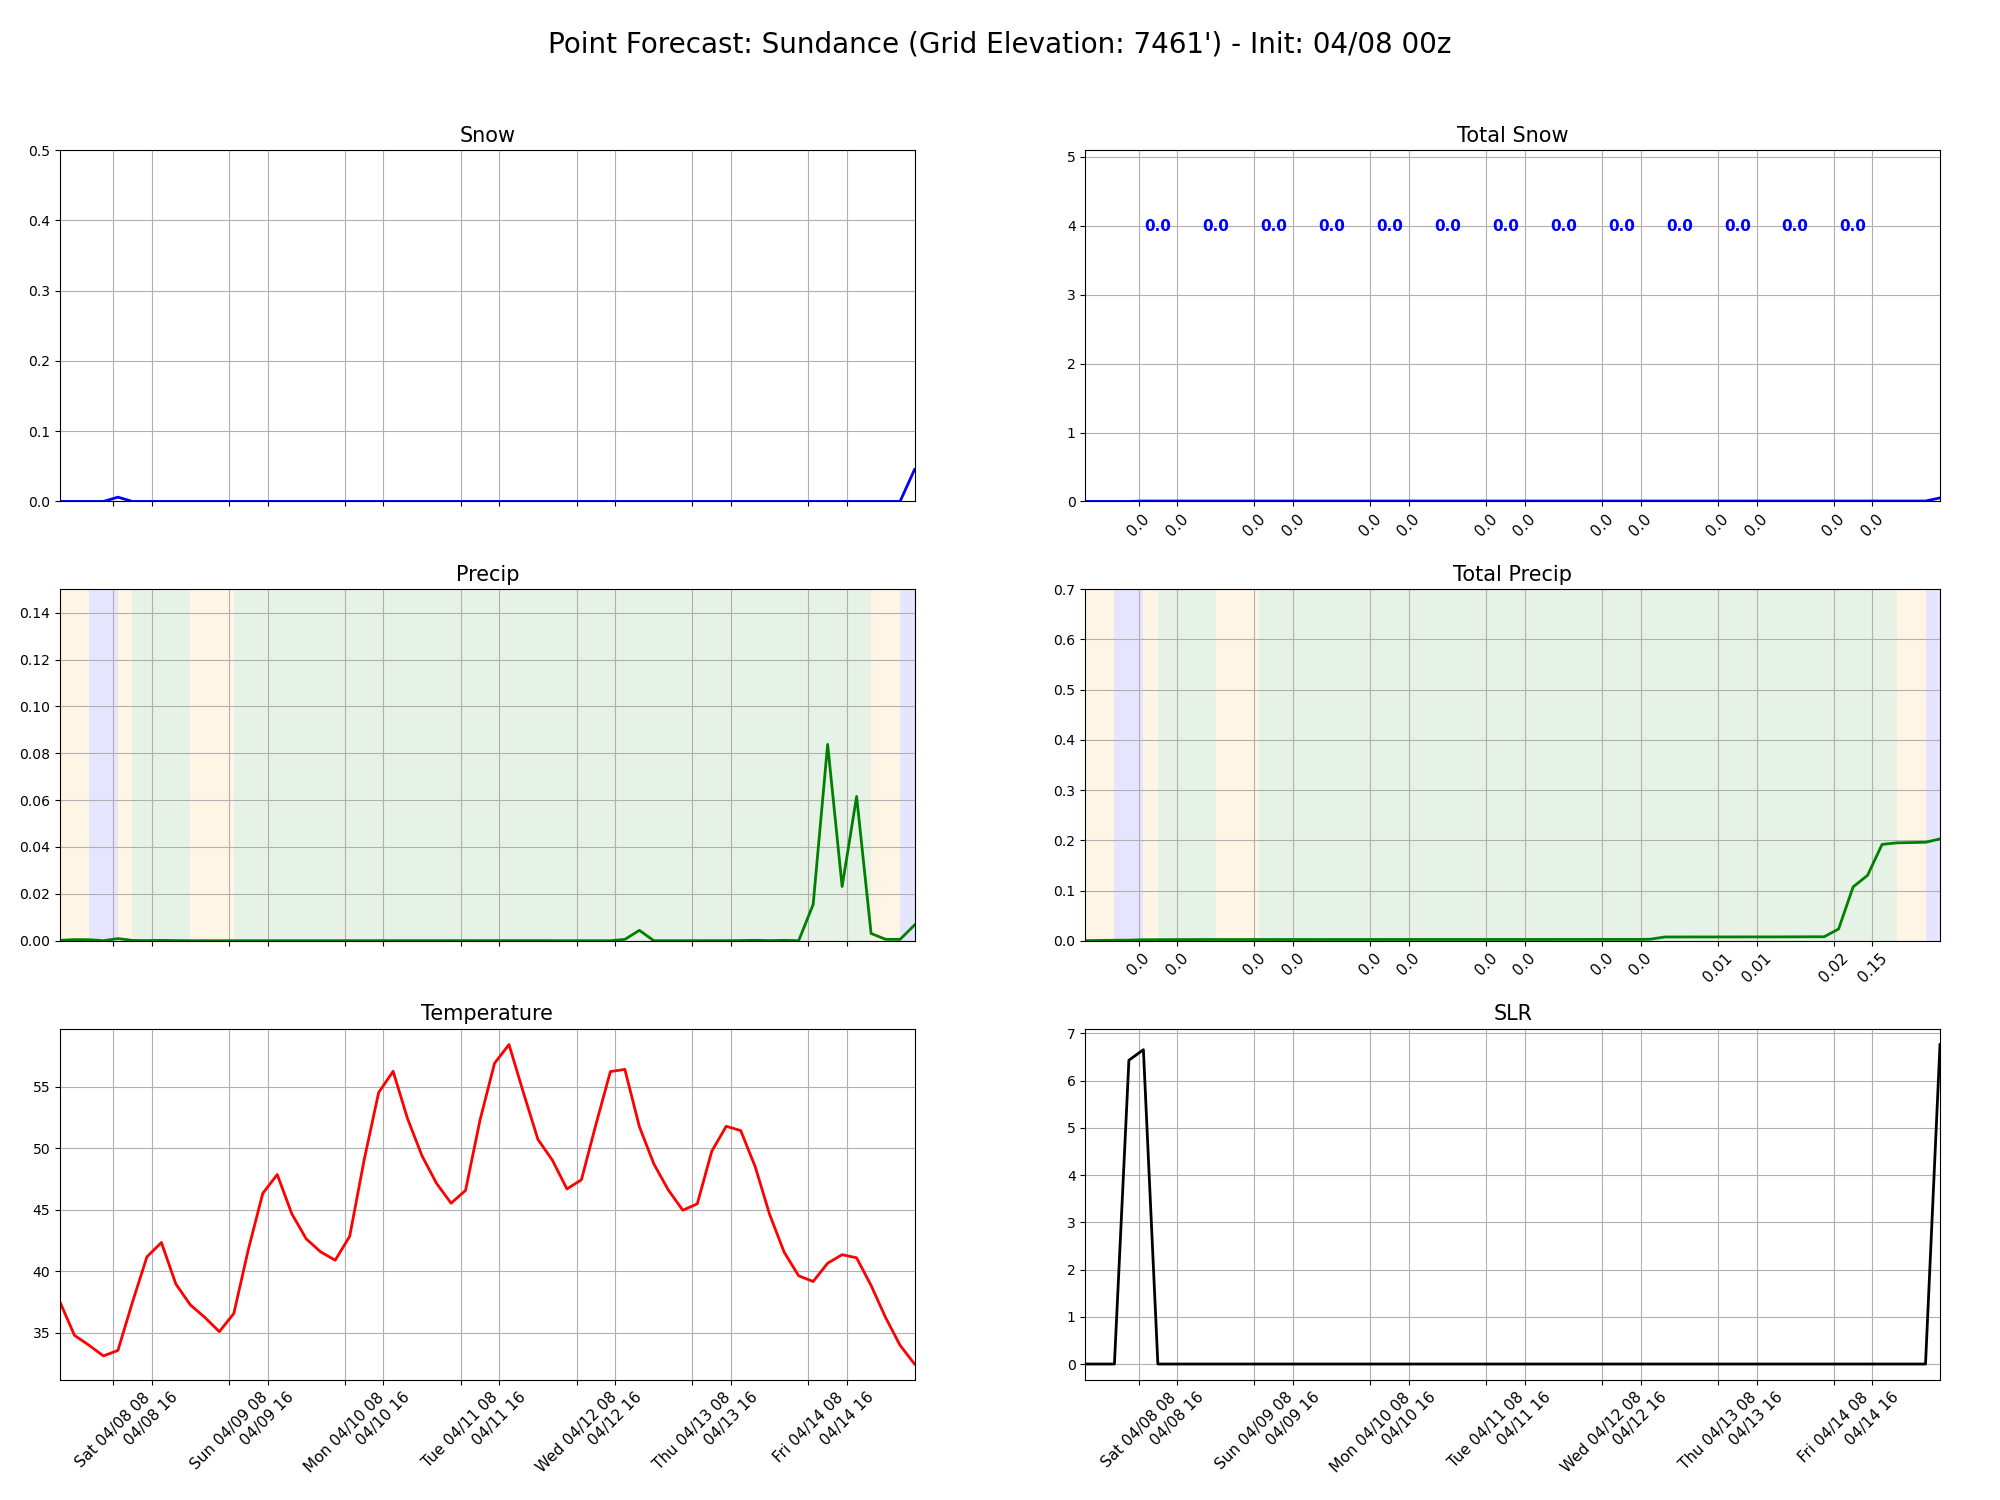 Point Forecast: Sundance (Grid Elevation: 7461') - Init: 04/08 00z
Snow
0.5
0.4
0.3
0.2
0.1
0.0
Total Snow
5
4
3
2
1
0
0.0 0.0 0.0 0.0 0.0 0.0 0.0 0.0 0.0 0.0 0.0 0.0 0.0
0.0 0.0 0.0 0.0 0.0 0.0 0.0 0.0 0.0 0.0 0.0 0.0 0.0 0.0
Precip
0.14
0.12
0.10
0.08
0.06
0.04
0.02
0.00
Total Precip
0.7
0.6
0.5
0.4
0.3
0.2
0.1
0.0
0.0 0.0 0.0 0.0 0.0 0.0 0.0 0.0 0.0 0.0 0.01 0.01 0.02 0.15
Temperature
55
50
45
40
35
Sat 04/08 08
04/08 16
Sun 04/09 08
04/09 16
Mon 04/10 08
04/10 16
Tue 04/11 08
04/11 16
Wed 04/12 08
04/12 16
Thu 04/13 08
04/13 16
Fri 04/14 08
04/14 16
SLR
7
6
5
4
3
2
1
0
Sat 04/08 08
04/08 16
Sun 04/09 08
04/09 16
Mon 04/10 08
04/10 16
Tue 04/11 08
04/11 16
Wed 04/12 08
04/12 16
Thu 04/13 08
04/13 16
Fri 04/14 08
04/14 16